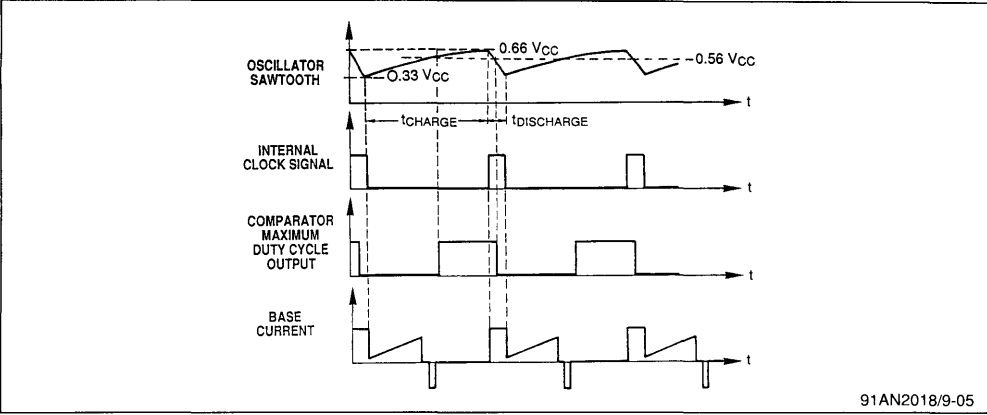 0.66 VCC
OSCILLATOR
SAWTOOTH
0.56 VCC
0.33 VCC
t
tCHARGE
tDISCHARGE
INTERNAL
CLOCK SIGNAL
t
COMPARATOR
MAXIMUM
DUTY CYCLE
OUTPUT
t
BASE
CURRENT
t
91AN2018/9-05